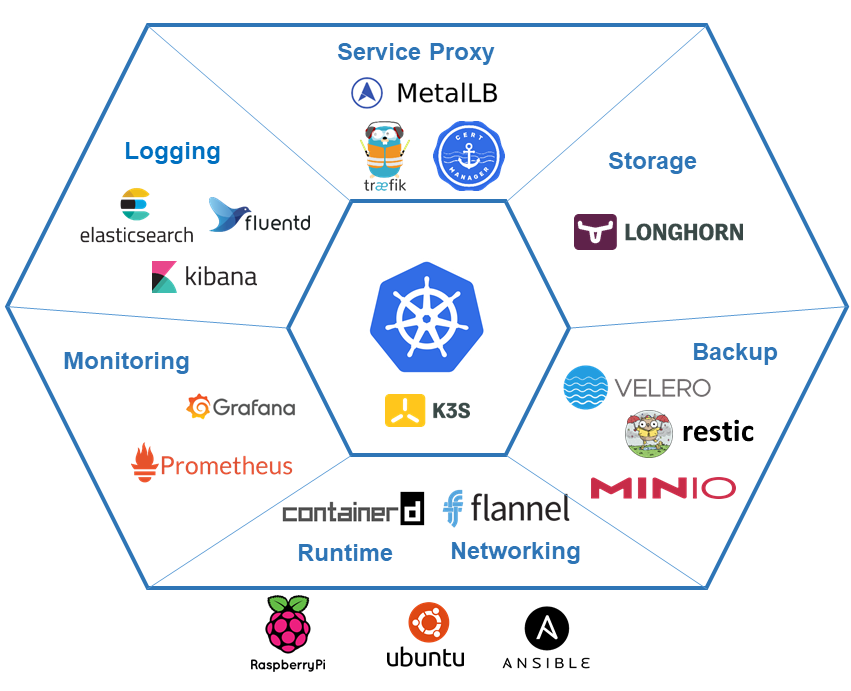 Service Proxy
MetalLB
træfik
CERT MANAGER
Logging
elasticsearch
fluentd
kibana
Storage
LONGHORN
K3S
Monitoring
Grafana
Prometheus
Backup
VELERO
restic
MINIO
containerd
flannel
Runtime
Networking
RaspberryPi
ubuntu
ANSIBLE